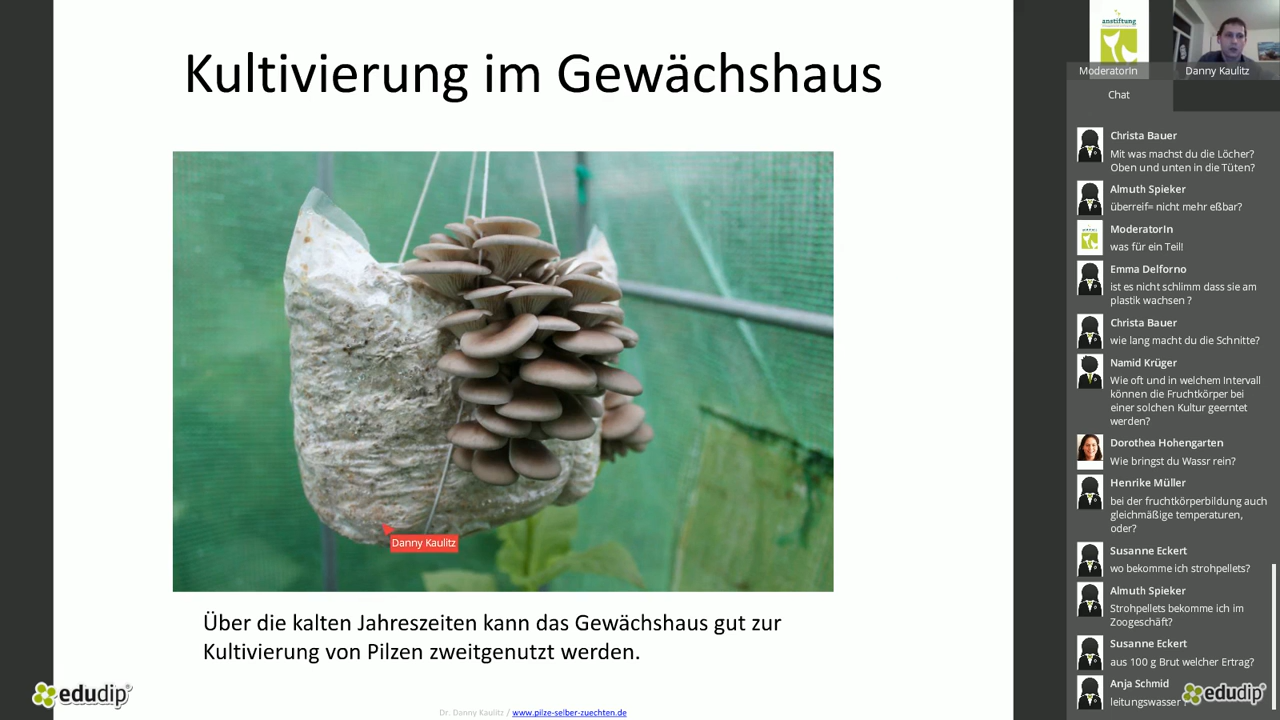 Kultivierung im Gewächshaus
Danny Kaulitz
Über die kalten Jahreszeiten kann das Gewächshaus gut zur
Kultivierung von Pilzen zweitgenutzt werden.
edudip
Dr. Danny Kaulitz / www.pilze-selber-zuechten.de
anstiftung
ModeratorIn
Danny Kaulitz
Chat
Christa Bauer
Mit was machst du die Löcher?
Oben und unten in die Tüten?
Almuth Spieker
überreif= nicht mehr eßbar?
ModeratorIn
was für ein Teil!
Emma Delforno
ist es nicht schlimm dass sie am
plastik wachsen ?
Christa Bauer
wie lang macht du die Schnitte?
Namid Krüger
Wie oft und in welchem Intervall
können die Fruchtkörper bei
einer solchen Kultur geerntet
werden?
Dorothea Hohengarten
Wie bringst du Wassr rein?
Henrike Müller
bei der fruchtkörperbildung auch
gleichmäßige temperaturen,
oder?
Susanne Eckert
wo bekomme ich strohpellets?
Almuth Spieker
Strohpellets bekomme ich im
Zoogeschäft?
Susanne Eckert
aus 100 g Brut welcher Ertrag?
Anja Schmid
leitungswasser
edudip